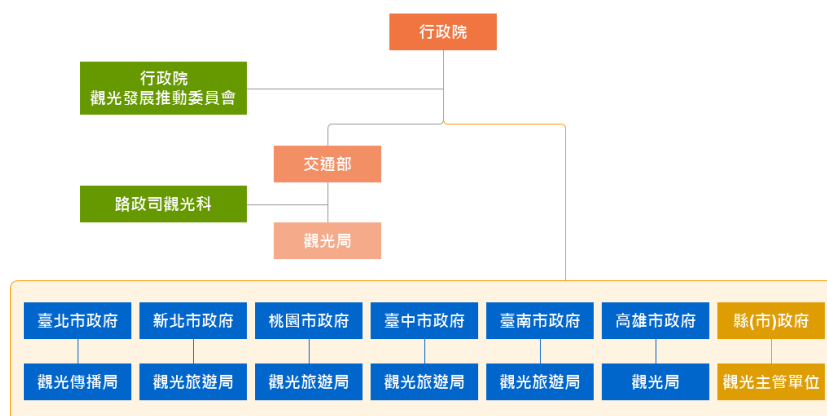 行政院
行政院
觀光發展推動委員會
交通部
路政司觀光科
觀光局
臺北市政府
新北市政府
桃園市政府
臺中市政府
臺南市政府
高雄市政府
縣(市)政府
觀光傳播局
觀光旅遊局
觀光旅遊局
觀光旅遊局
觀光旅遊局
觀光局
觀光主管單位